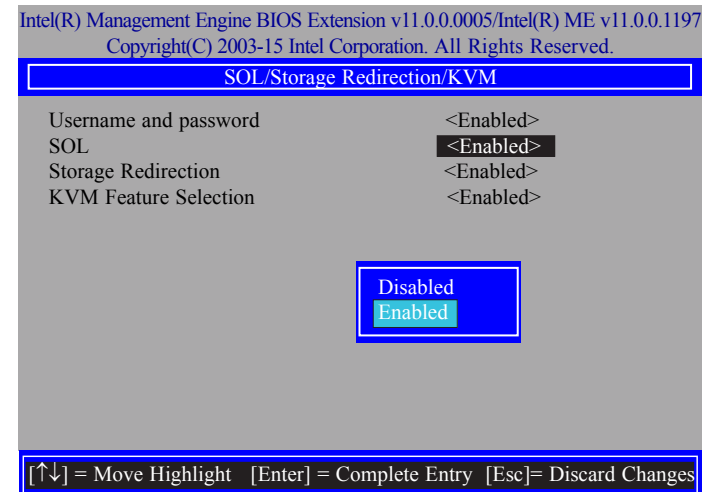 Intel(R) Management Engine BIOS Extension v11.0.0.0005/Intel(R) ME v11.0.0.1197
Copyright(C) 2003-15 Intel Corporation. All Rights Reserved.
SOL/Storage Redirection/KVM
Username and password <Enabled>
SOL <Enabled>
Storage Redirection <Enabled>
KVM Feature Selection <Enabled>
Disabled
Enabled
[↑↓] = Move Highlight [Enter] = Complete Entry [Esc]= Discard Changes